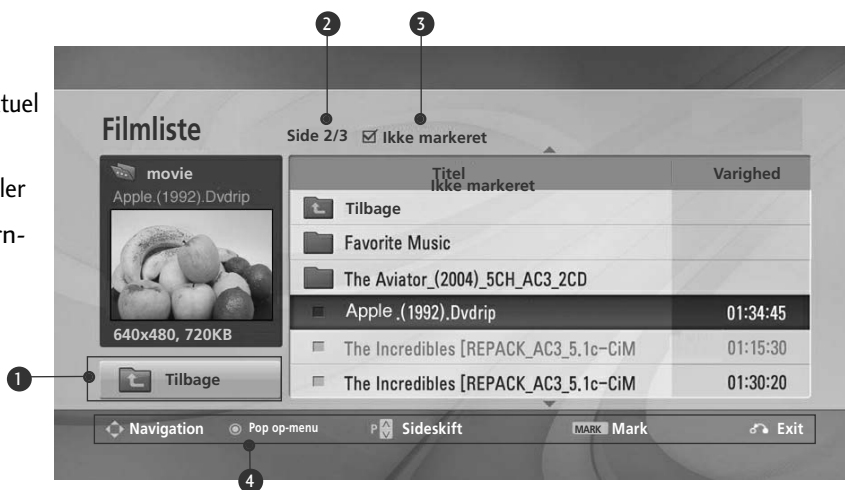 2 3
tuel
ler
rn-
Filmliste
Side 2/3 ☑ Ikke markeret
movie
Apple.(1992).Dvdrip
640x480, 720KB
1
Tilbage
Titel Varighed
Ikke markeret
Tilbage
Favorite Music
The Aviator_(2004)_5CH_AC3_2CD
Apple .(1992).Dvdrip 01:34:45
The Incredibles [REPACK_AC3_5.1c-CiM 01:15:30
The Incredibles [REPACK_AC3_5.1c-CiM 01:30:20
Navigation Pop op-menu P Sideskift MARK Mark Exit
4